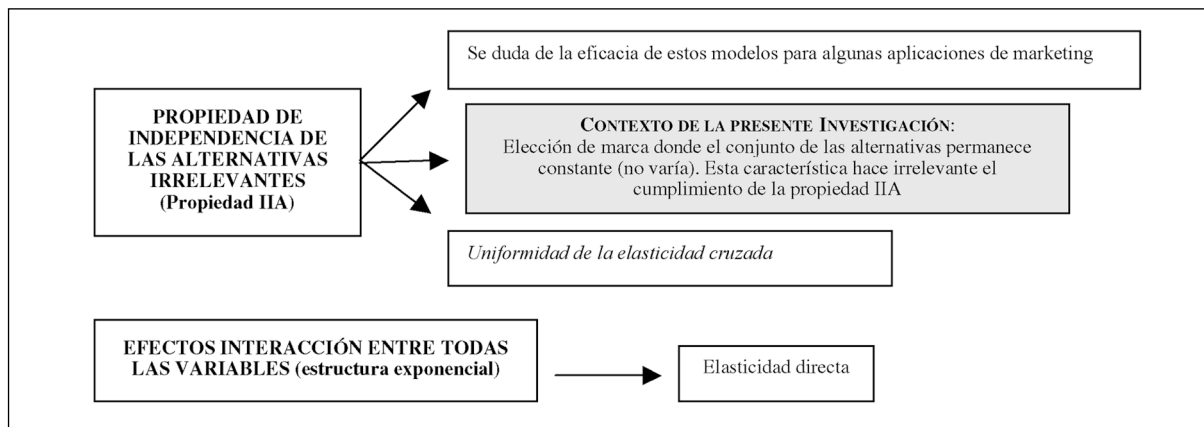 Se duda de la eficacia de estos modelos para algunas aplicaciones de marketing
PROPIEDAD DE
INDEPENDENCIA DE
LAS ALTERNATIVAS
IRRELEVANTES
(Propiedad IIA)
CONTEXTO DE LA PRESENTE INVESTIGACIÓN:
Elección de marca donde el conjunto de las alternativas permanece
constante (no varía). Esta característica hace irrelevante el
cumplimiento de la propiedad IIA
Uniformidad de la elasticidad cruzada
EFECTOS INTERACCIÓN ENTRE TODAS
LAS VARIABLES (estructura exponencial)
Elasticidad directa